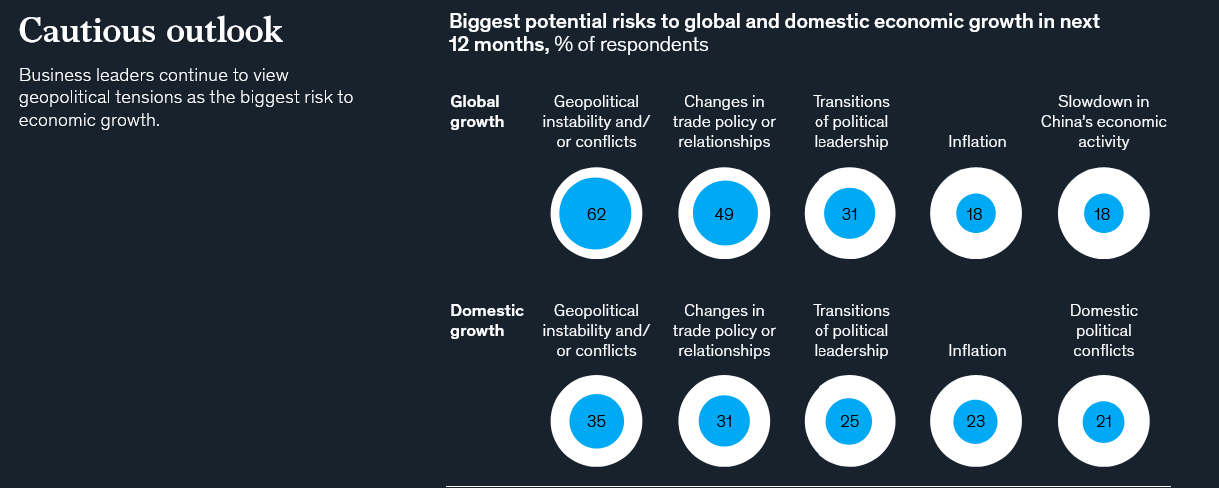 Cautious outlook
Business leaders continue to view
geopolitical tensions as the biggest risk to
economic growth.
Biggest potential risks to global and domestic economic growth in next
12 months, % of respondents
Global
growth
Geopolitical
instability and/
or conflicts
Changes in
trade policy or
relationships
Transitions
of political
leadership
Inflation
Slowdown in
China's economic
activity
62
49
31
18
18
Domestic
growth
Geopolitical
instability and/
or conflicts
Changes in
trade policy or
relationships
Transitions
of political
leadership
Inflation
Domestic
political
conflicts
35
31
25
23
21